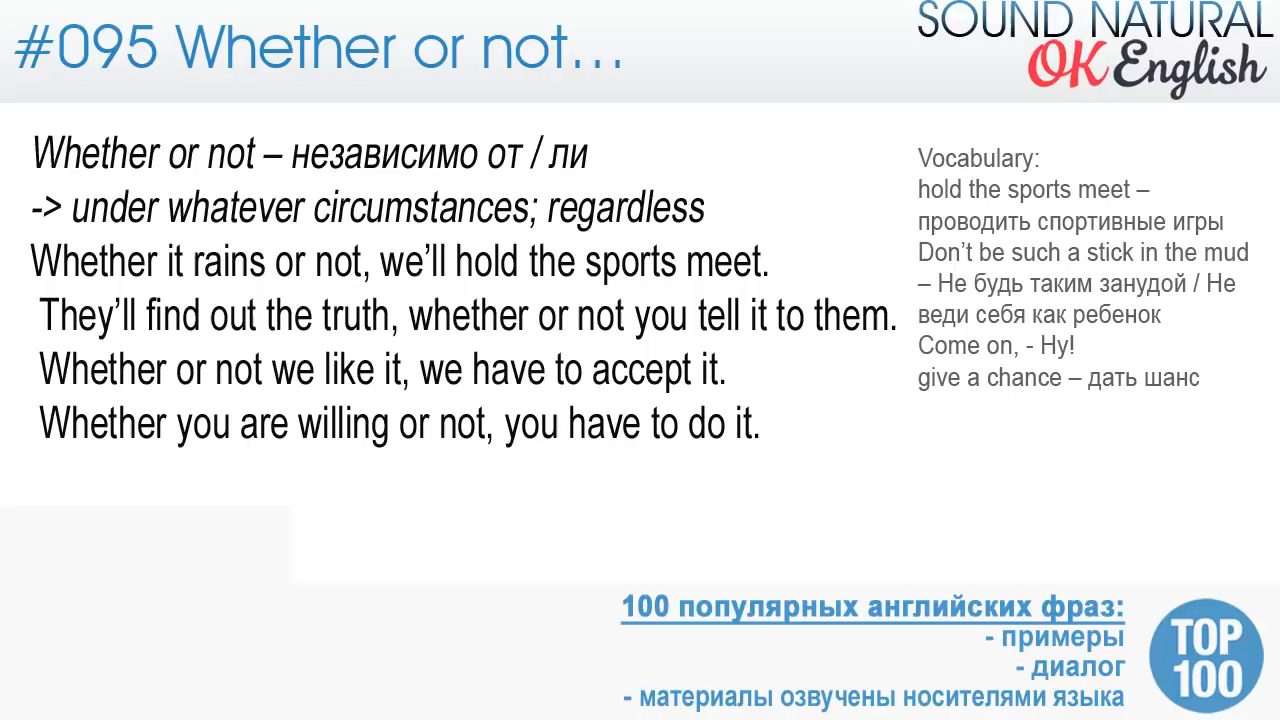 #095 Whether or not...
SOUND NATURAL
OK English
Whether or not – независимо от / ли
-> under whatever circumstances; regardless
Whether it rains or not, we’ll hold the sports meet.
They’ll find out the truth, whether or not you tell it to them.
Whether or not we like it, we have to accept it.
Whether you are willing or not, you have to do it.
Vocabulary:
hold the sports meet –
проводить спортивные игры
Don’t be such a stick in the mud
– Не будь таким занудой / Не
веди себя как ребенок
Come on, - Ну!
give a chance – дать шанс
100 популярных английских фраз:
- примеры
- диалог
- материалы озвучены носителями языка
TOP
100